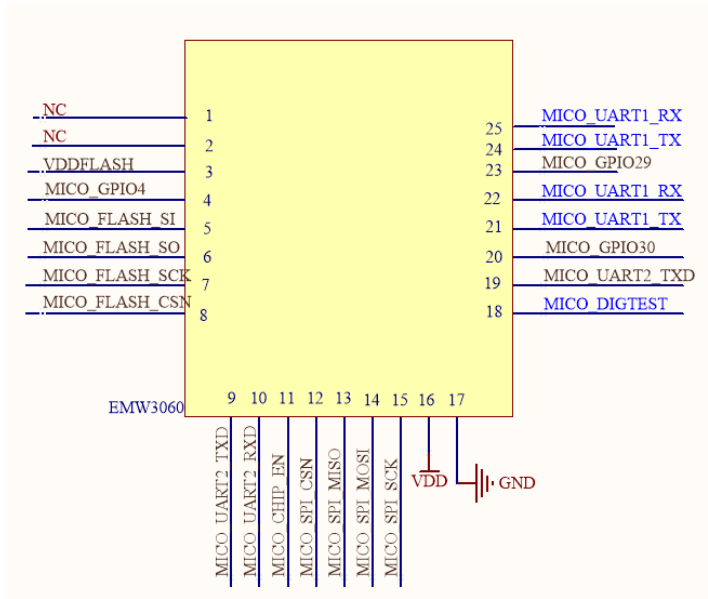 NC
1
NC
2
VDDFLASH
3
MICO_GPIO4
4
MICO_FLASH_SI
5
MICO_FLASH_SO
6
MICO_FLASH_SCK
7
MICO_FLASH_CSN
8
25
MICO_UART1_RX
24
MICO_UART1_TX
23
MICO_GPIO29
22
MICO_UART1_RX
21
MICO_UART1_TX
20
MICO_GPIO30
19
MICO_UART2_TXD
18
MICO_DIGTEST
EMW3060
9 10 11 12 13 14 15 16 17
MICO_UART2_TXD
MICO_UART2_RXD
MICO_CHIP_EN
MICO_SPI_CSN
MICO_SPI_MISO
MICO_SPI_MOSI
MICO_SPI_SCK
VDD
GND